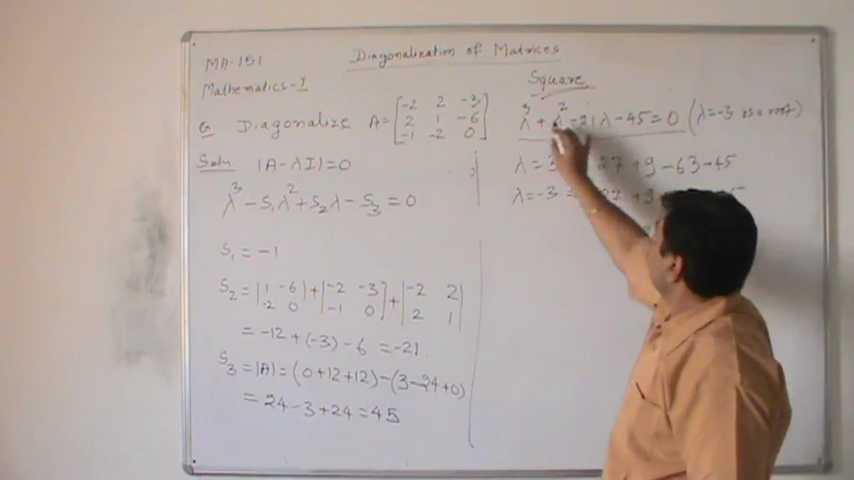 MA-151
Diagonalization of Matrices
Mathematics-I
Square
Q Diagonalize A = [-2 2 -3
2 1 -6
-1 -2 0]
Soln. |A-λI|=0
λ³ - S₁λ² + S₂λ - S₃ = 0
S₁ = -1
S₂ = |1 -6| + |-2 -3| + |-2 2|
-2 0 -1 0 2 1
= -12 + (-3) - 6 = -21.
S₃ = |A| = (0+12+12) - (3-24+0)
= 24-3+24 = 45
λ³ + λ² - 21λ - 45 = 0 (λ=-3 is a root)
λ = 3 27 + 9 - 63 - 45
λ = -3 = 27 + 9